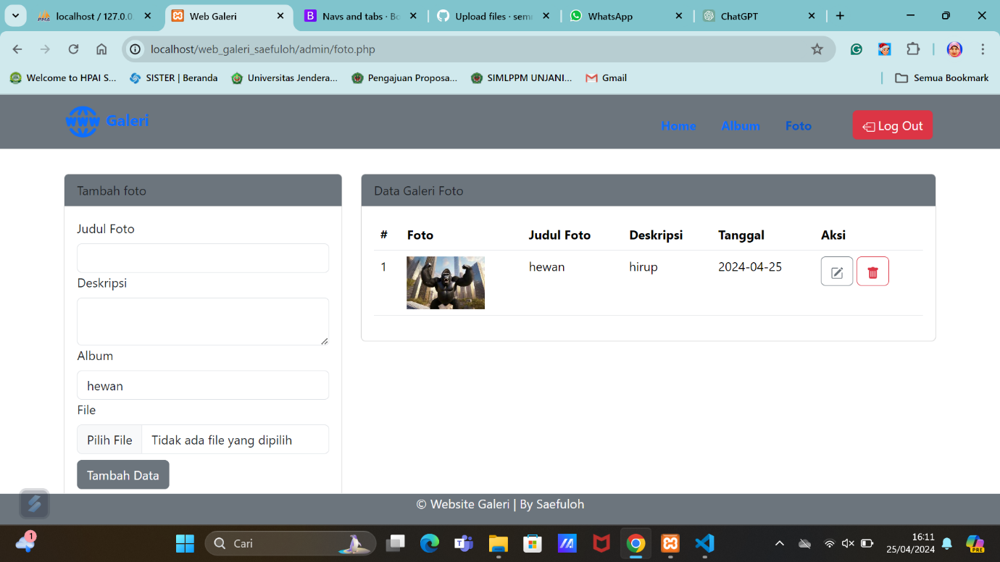 localhost / 127.0.0.
Web Galeri
Navs and tabs · Bo
Upload files · semr
WhatsApp
ChatGPT
localhost/web_galeri_saefuloh/admin/foto.php
Welcome to HPAI S...
SISTER | Beranda
Universitas Jendera...
Pengajuan Proposa...
SIMLPPM UNJANI...
Gmail
Semua Bookmark
www Galeri
Home
Album
Foto
Log Out
Tambah foto
Judul Foto
Deskripsi
Album
hewan
File
Pilih File
Tidak ada file yang dipilih
Tambah Data
Data Galeri Foto
# Foto Judul Foto Deskripsi Tanggal Aksi
1 hewan hirup 2024-04-25
© Website Galeri | By Saefuloh
1
Cari
16:11
25/04/2024
PRE